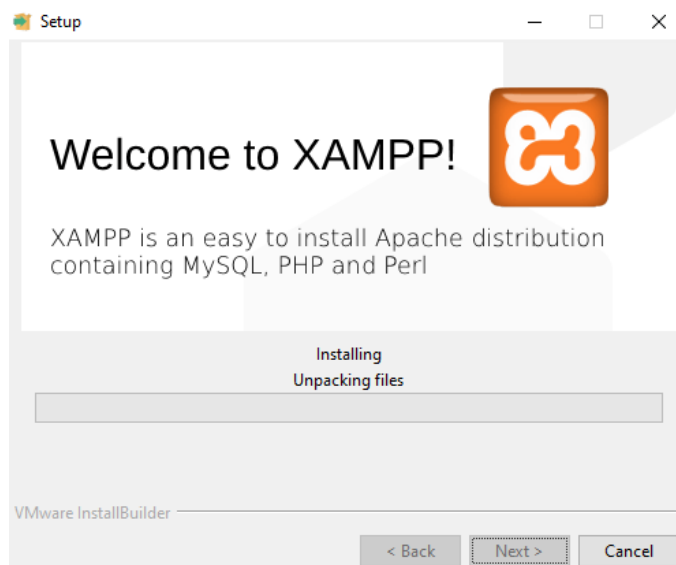 Setup
Welcome to XAMPP!
XAMPP is an easy to install Apache distribution
containing MySQL, PHP and Perl
Installing
Unpacking files
VMware InstallBuilder
< Back
Next >
Cancel